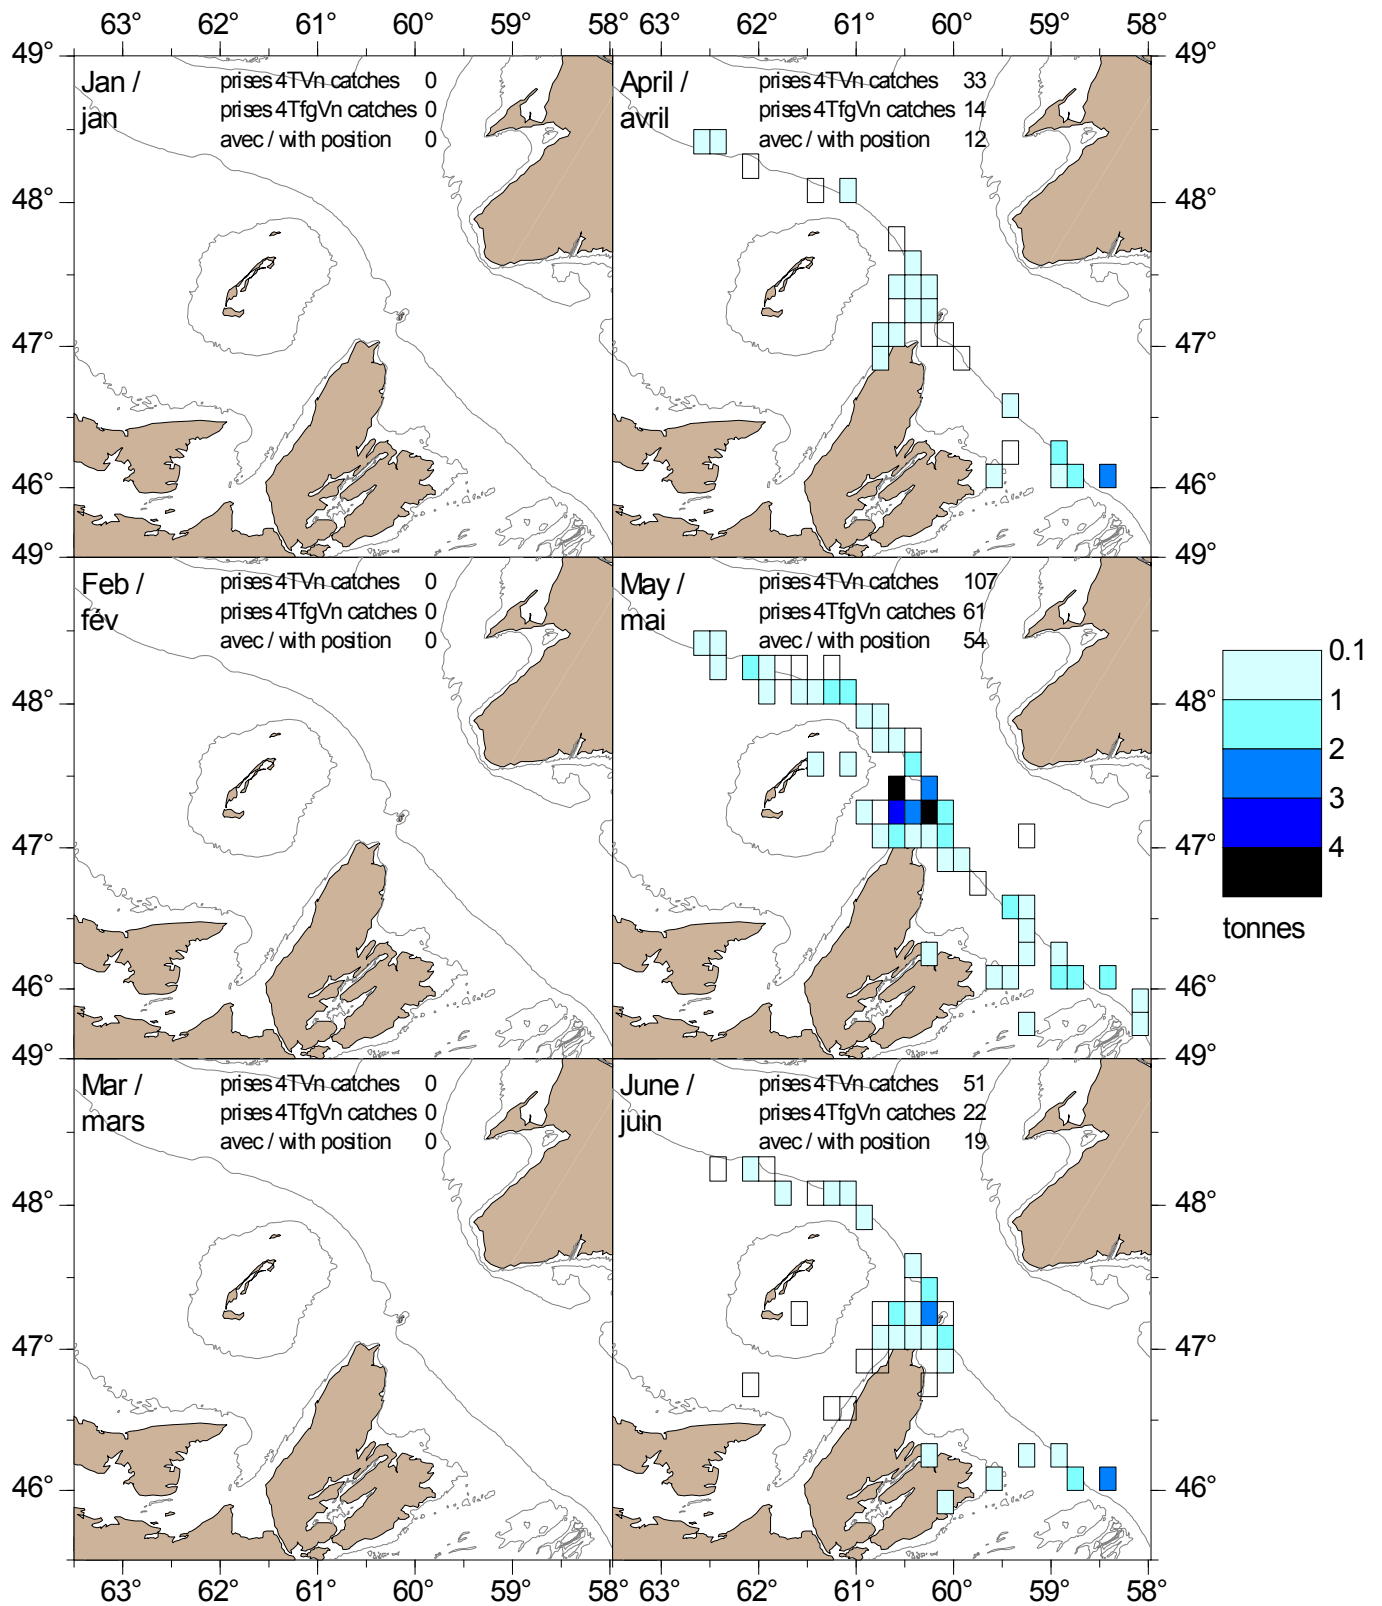 63° 62° 61° 60° 59° 58°
63° 62° 61° 60° 59° 58°
49°
48°
47°
46°
49°
Jan /
jan
prises 4TVn catches 0
prises 4TfgVn catches 0
avec / with position 0
April /
avril
prises 4TVn catches 33
prises 4TfgVn catches 14
avec / with position 12
49°
48°
47°
46°
49°
Feb /
fév
prises 4TVn catches 0
prises 4TfgVn catches 0
avec / with position 0
48°
47°
46°
49°
May /
mai
prises 4TVn catches 107
prises 4TfgVn catches 61
avec / with position 54
48°
47°
46°
49°
0.1
1
2
3
4
tonnes
Mar /
mars
prises 4TVn catches 0
prises 4TfgVn catches 0
avec / with position 0
48°
47°
46°
June /
juin
prises 4TVn catches 51
prises 4TfgVn catches 22
avec / with position 19
48°
47°
46°
63° 62° 61° 60° 59° 58°
63° 62° 61° 60° 59° 58°